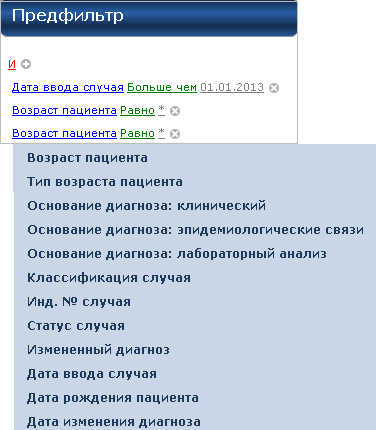 Предфильтр
И
Дата ввода случая Больше чем 01.01.2013
Возраст пациента Равно *
Возраст пациента Равно *
Возраст пациента
Тип возраста пациента
Основание диагноза: клинический
Основание диагноза: эпидемиологические связи
Основание диагноза: лабораторный анализ
Классификация случая
Инд. № случая
Статус случая
Измененный диагноз
Дата ввода случая
Дата рождения пациента
Дата изменения диагноза